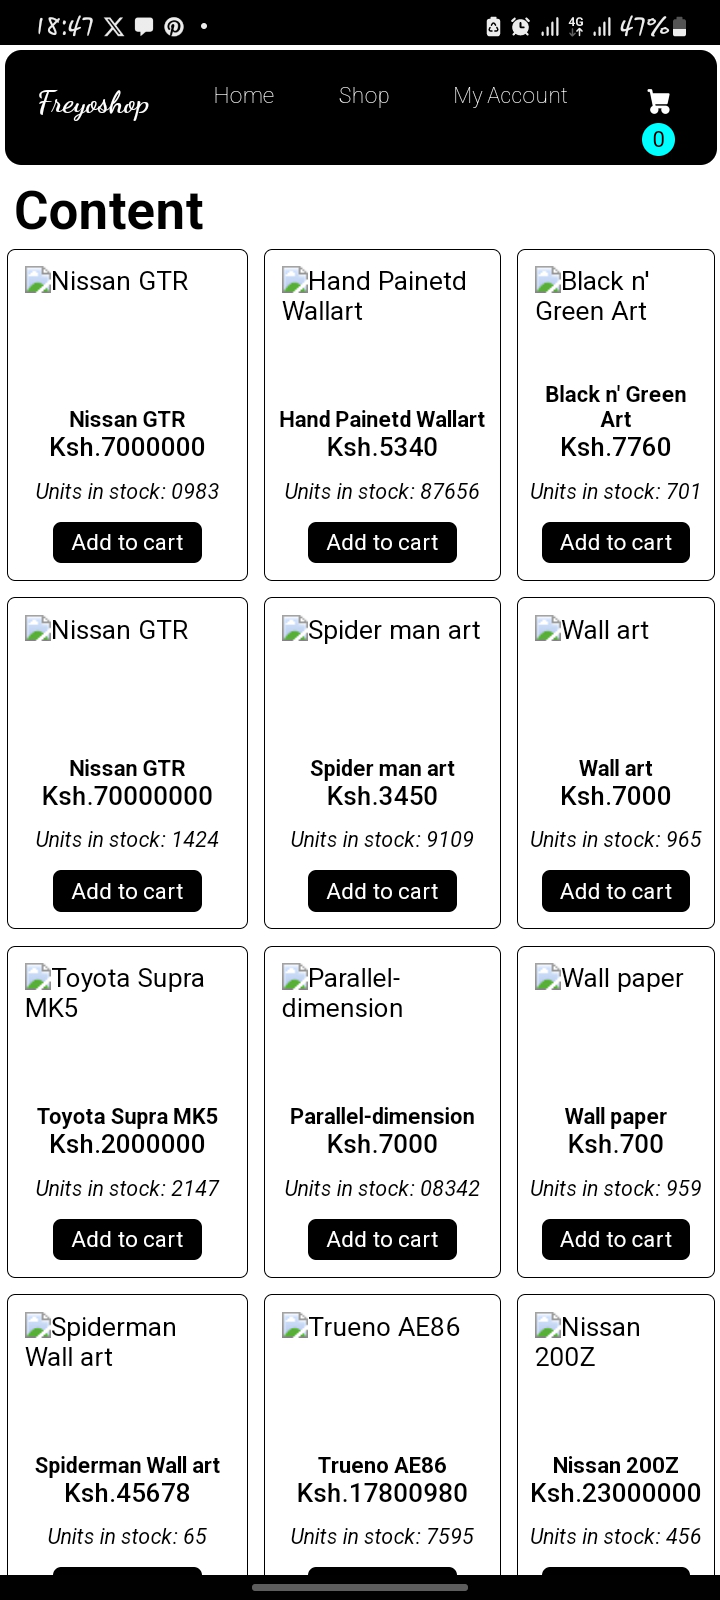 18:47
4G
47%
Freyoshop
Home
Shop
My Account
0
Content
Nissan GTR
Nissan GTR
Ksh.7000000
Units in stock: 0983
Add to cart
Hand Painetd
Wallart
Hand Painetd Wallart
Ksh.5340
Units in stock: 87656
Add to cart
Black n'
Green Art
Black n' Green
Art
Ksh.7760
Units in stock: 701
Add to cart
Nissan GTR
Nissan GTR
Ksh.70000000
Units in stock: 1424
Add to cart
Spider man art
Spider man art
Ksh.3450
Units in stock: 9109
Add to cart
Wall art
Wall art
Ksh.7000
Units in stock: 965
Add to cart
Toyota Supra
MK5
Toyota Supra MK5
Ksh.2000000
Units in stock: 2147
Add to cart
Parallel-
dimension
Parallel-dimension
Ksh.7000
Units in stock: 08342
Add to cart
Wall paper
Wall paper
Ksh.700
Units in stock: 959
Add to cart
Spiderman
Wall art
Spiderman Wall art
Ksh.45678
Units in stock: 65
Trueno AE86
Trueno AE86
Ksh.17800980
Units in stock: 7595
Nissan
200Z
Nissan 200Z
Ksh.23000000
Units in stock: 456